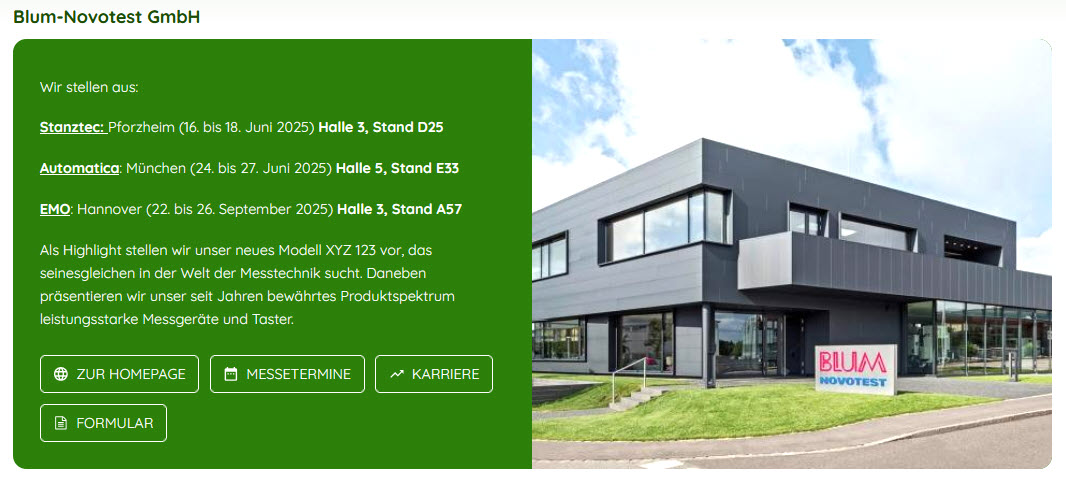 Blum-Novotest GmbH
Wir stellen aus:
Stanztec: Pforzheim (16. bis 18. Juni 2025) Halle 3, Stand D25
Automatica: München (24. bis 27. Juni 2025) Halle 5, Stand E33
EMO: Hannover (22. bis 26. September 2025) Halle 3, Stand A57
Als Highlight stellen wir unser neues Modell XYZ 123 vor, das
seinesgleichen in der Welt der Messtechnik sucht. Daneben
präsentieren wir unser seit Jahren bewährtes Produktspektrum
leistungsstarke Messgeräte und Taster.
ZUR HOMEPAGE
MESSETERMINE
KARRIERE
FORMULAR
BLUM
NOVOTEST